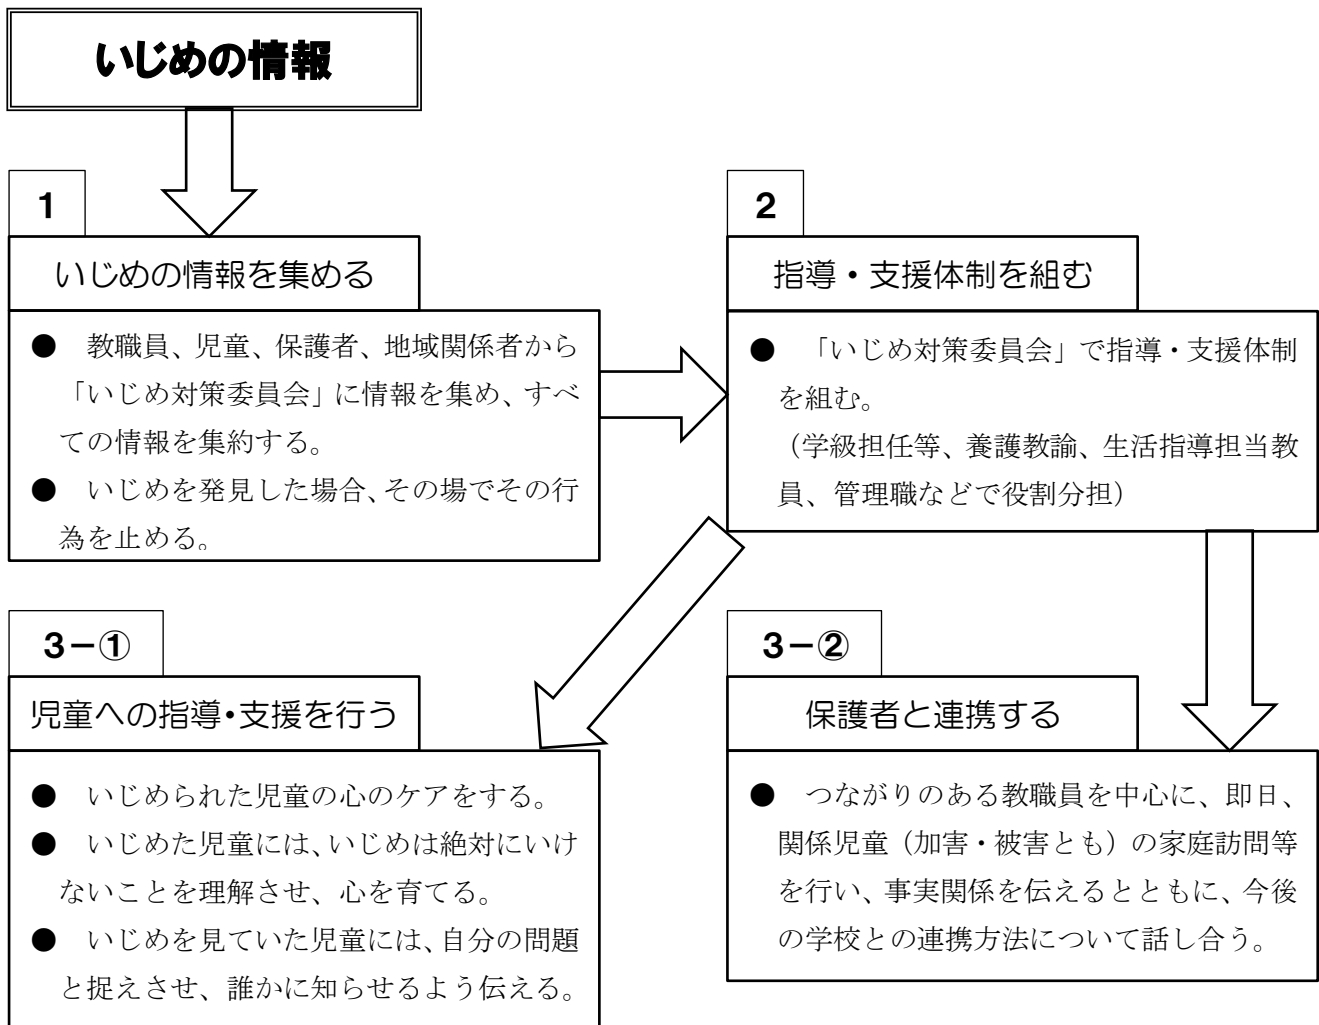 いじめの情報
1
いじめの情報を集める
● 教職員、児童、保護者、地域関係者から
「いじめ対策委員会」に情報を集め、すべ
ての情報を集約する。
● いじめを発見した場合、その場でその行
為を止める。
2
指導・支援体制を組む
● 「いじめ対策委員会」で指導・支援体制
を組む。
（学級担任等、養護教諭、生活指導担当教
員、管理職などで役割分担）
3－①
児童への指導・支援を行う
● いじめられた児童の心のケアをする。
● いじめた児童には、いじめは絶対にいけ
ないことを理解させ、心を育てる。
● いじめを見ていた児童には、自分の問題
と捉えさせ、誰かに知らせるよう伝える。
3－②
保護者と連携する
● つながりのある教職員を中心に、即日、
関係児童（加害・被害とも）の家庭訪問等
を行い、事実関係を伝えるとともに、今後
の学校との連携方法について話し合う。